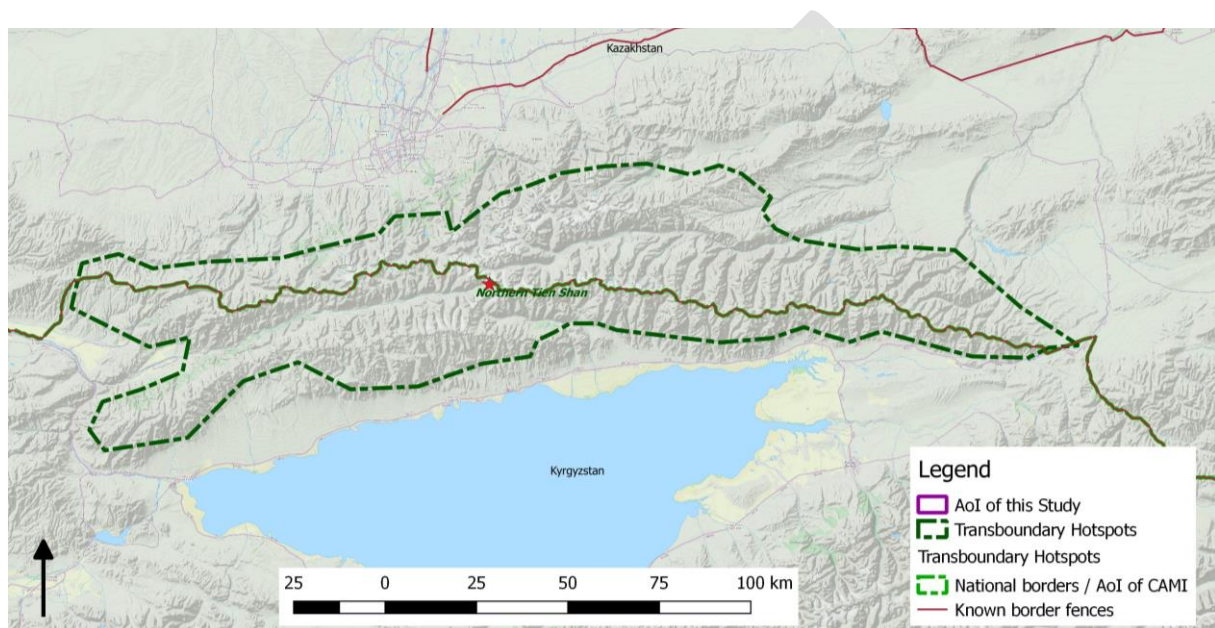 Kazakhstan
Northern Tien Shan
Kyrgyzstan
Legend
AoI of this Study
Transboundary Hotspots
Transboundary Hotspots
National borders / AoI of CAMI
Known border fences
25 0 25 50 75 100 km